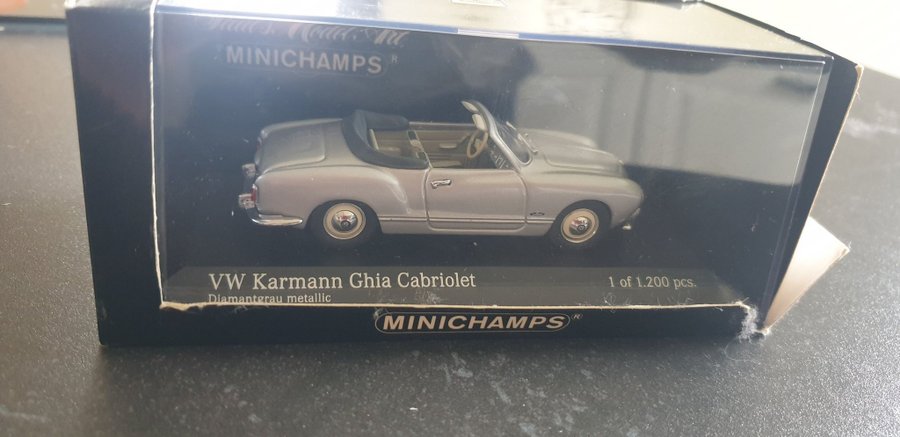 MINICHAMPS®
VW Karmann Ghia Cabriolet
1 of 1.200 pcs.
Diamantgrau metallic
MINICHAMPS®